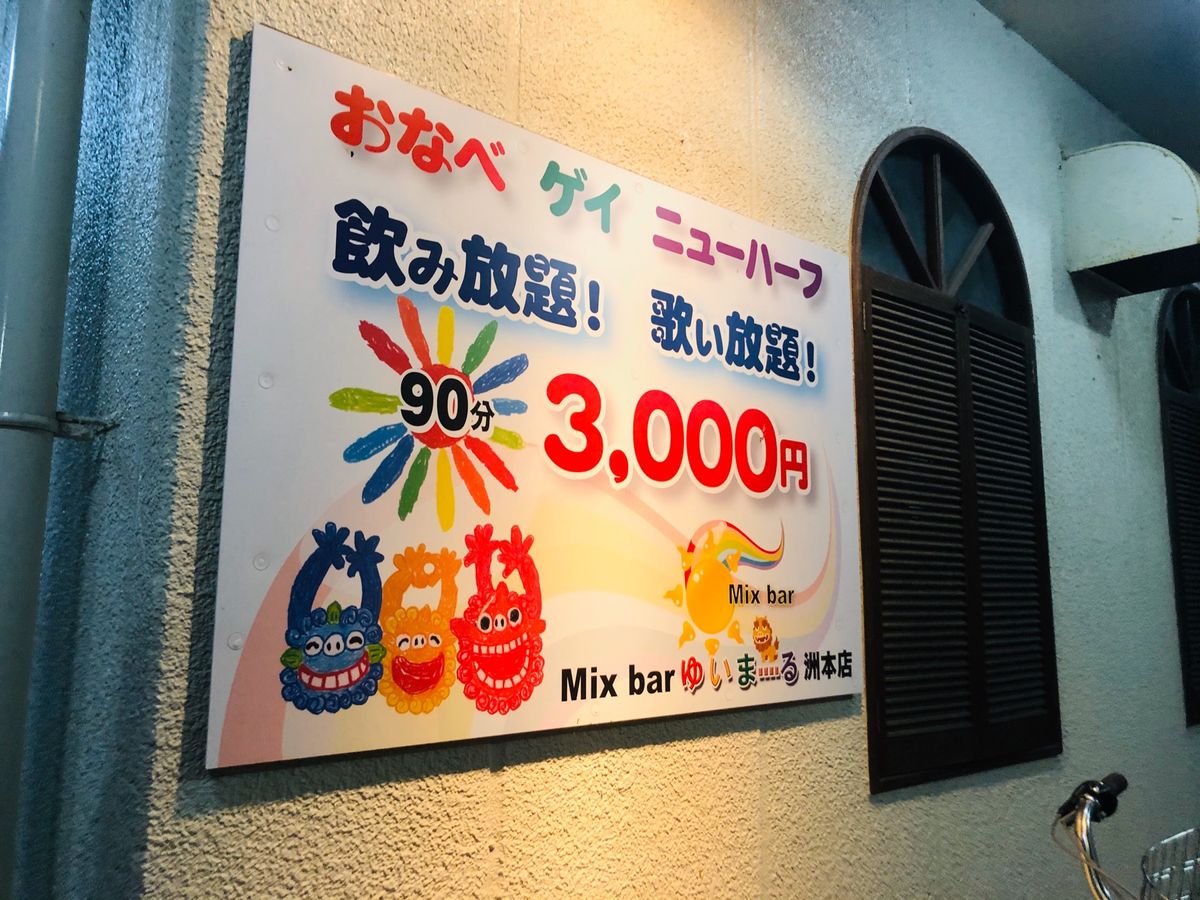 おなべ ゲイ ニューハーフ
飲み放題! 歌い放題!
90分 3,000円
Mix bar
Mix bar ゆいまーる 洲本店